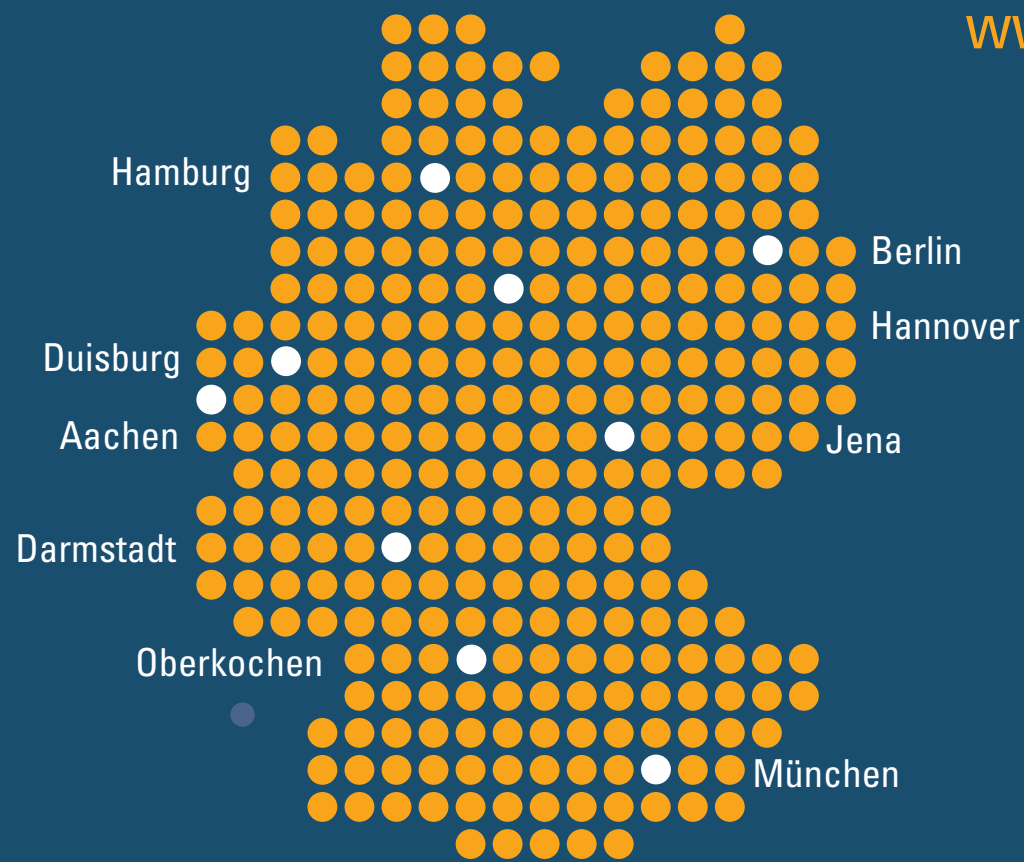 Hamburg
Berlin
Hannover
Duisburg
Aachen
Jena
Darmstadt
Oberkochen
München